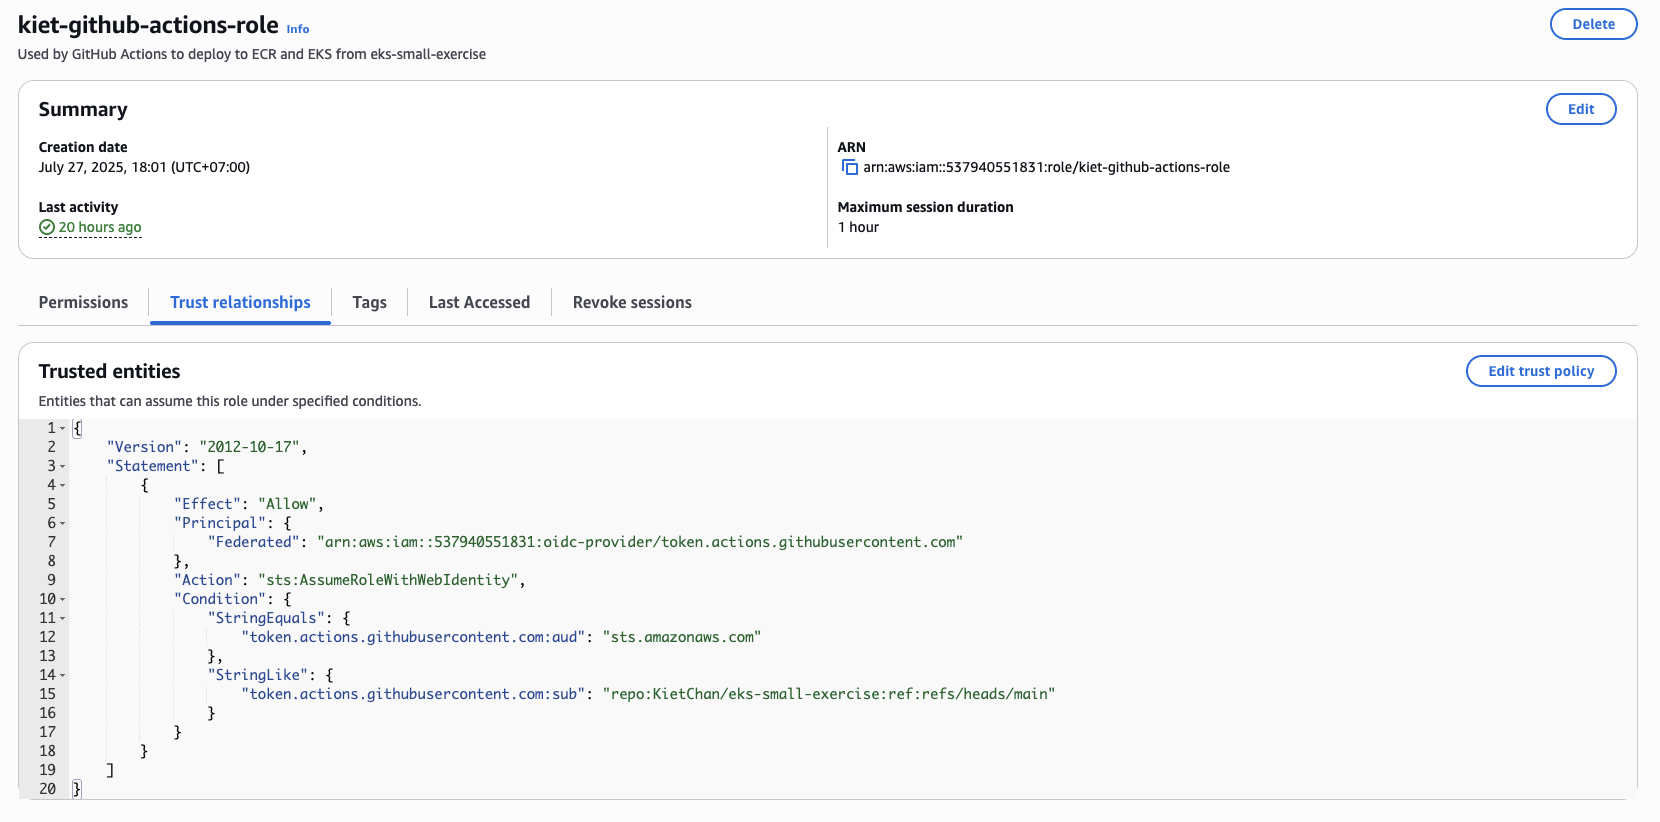 kiet-github-actions-role Info
Delete
Used by GitHub Actions to deploy to ECR and EKS from eks-small-exercise
Summary
Edit
Creation date
July 27, 2025, 18:01 (UTC+07:00)
ARN
arn:aws:iam::537940551831:role/kiet-github-actions-role
Last activity
20 hours ago
Maximum session duration
1 hour
Permissions
Trust relationships
Tags
Last Accessed
Revoke sessions
Trusted entities
Edit trust policy
Entities that can assume this role under specified conditions.
1 {
2 "Version": "2012-10-17",
3 "Statement": [
4 {
5 "Effect": "Allow",
6 "Principal": {
7 "Federated": "arn:aws:iam::537940551831:oidc-provider/token.actions.githubusercontent.com"
8 },
9 "Action": "sts:AssumeRoleWithWebIdentity",
10 "Condition": {
11 "StringEquals": {
12 "token.actions.githubusercontent.com:aud": "sts.amazonaws.com"
13 },
14 "StringLike": {
15 "token.actions.githubusercontent.com:sub": "repo:KietChan/eks-small-exercise:ref:refs/heads/main"
16 }
17 }
18 }
19 ]
20 }